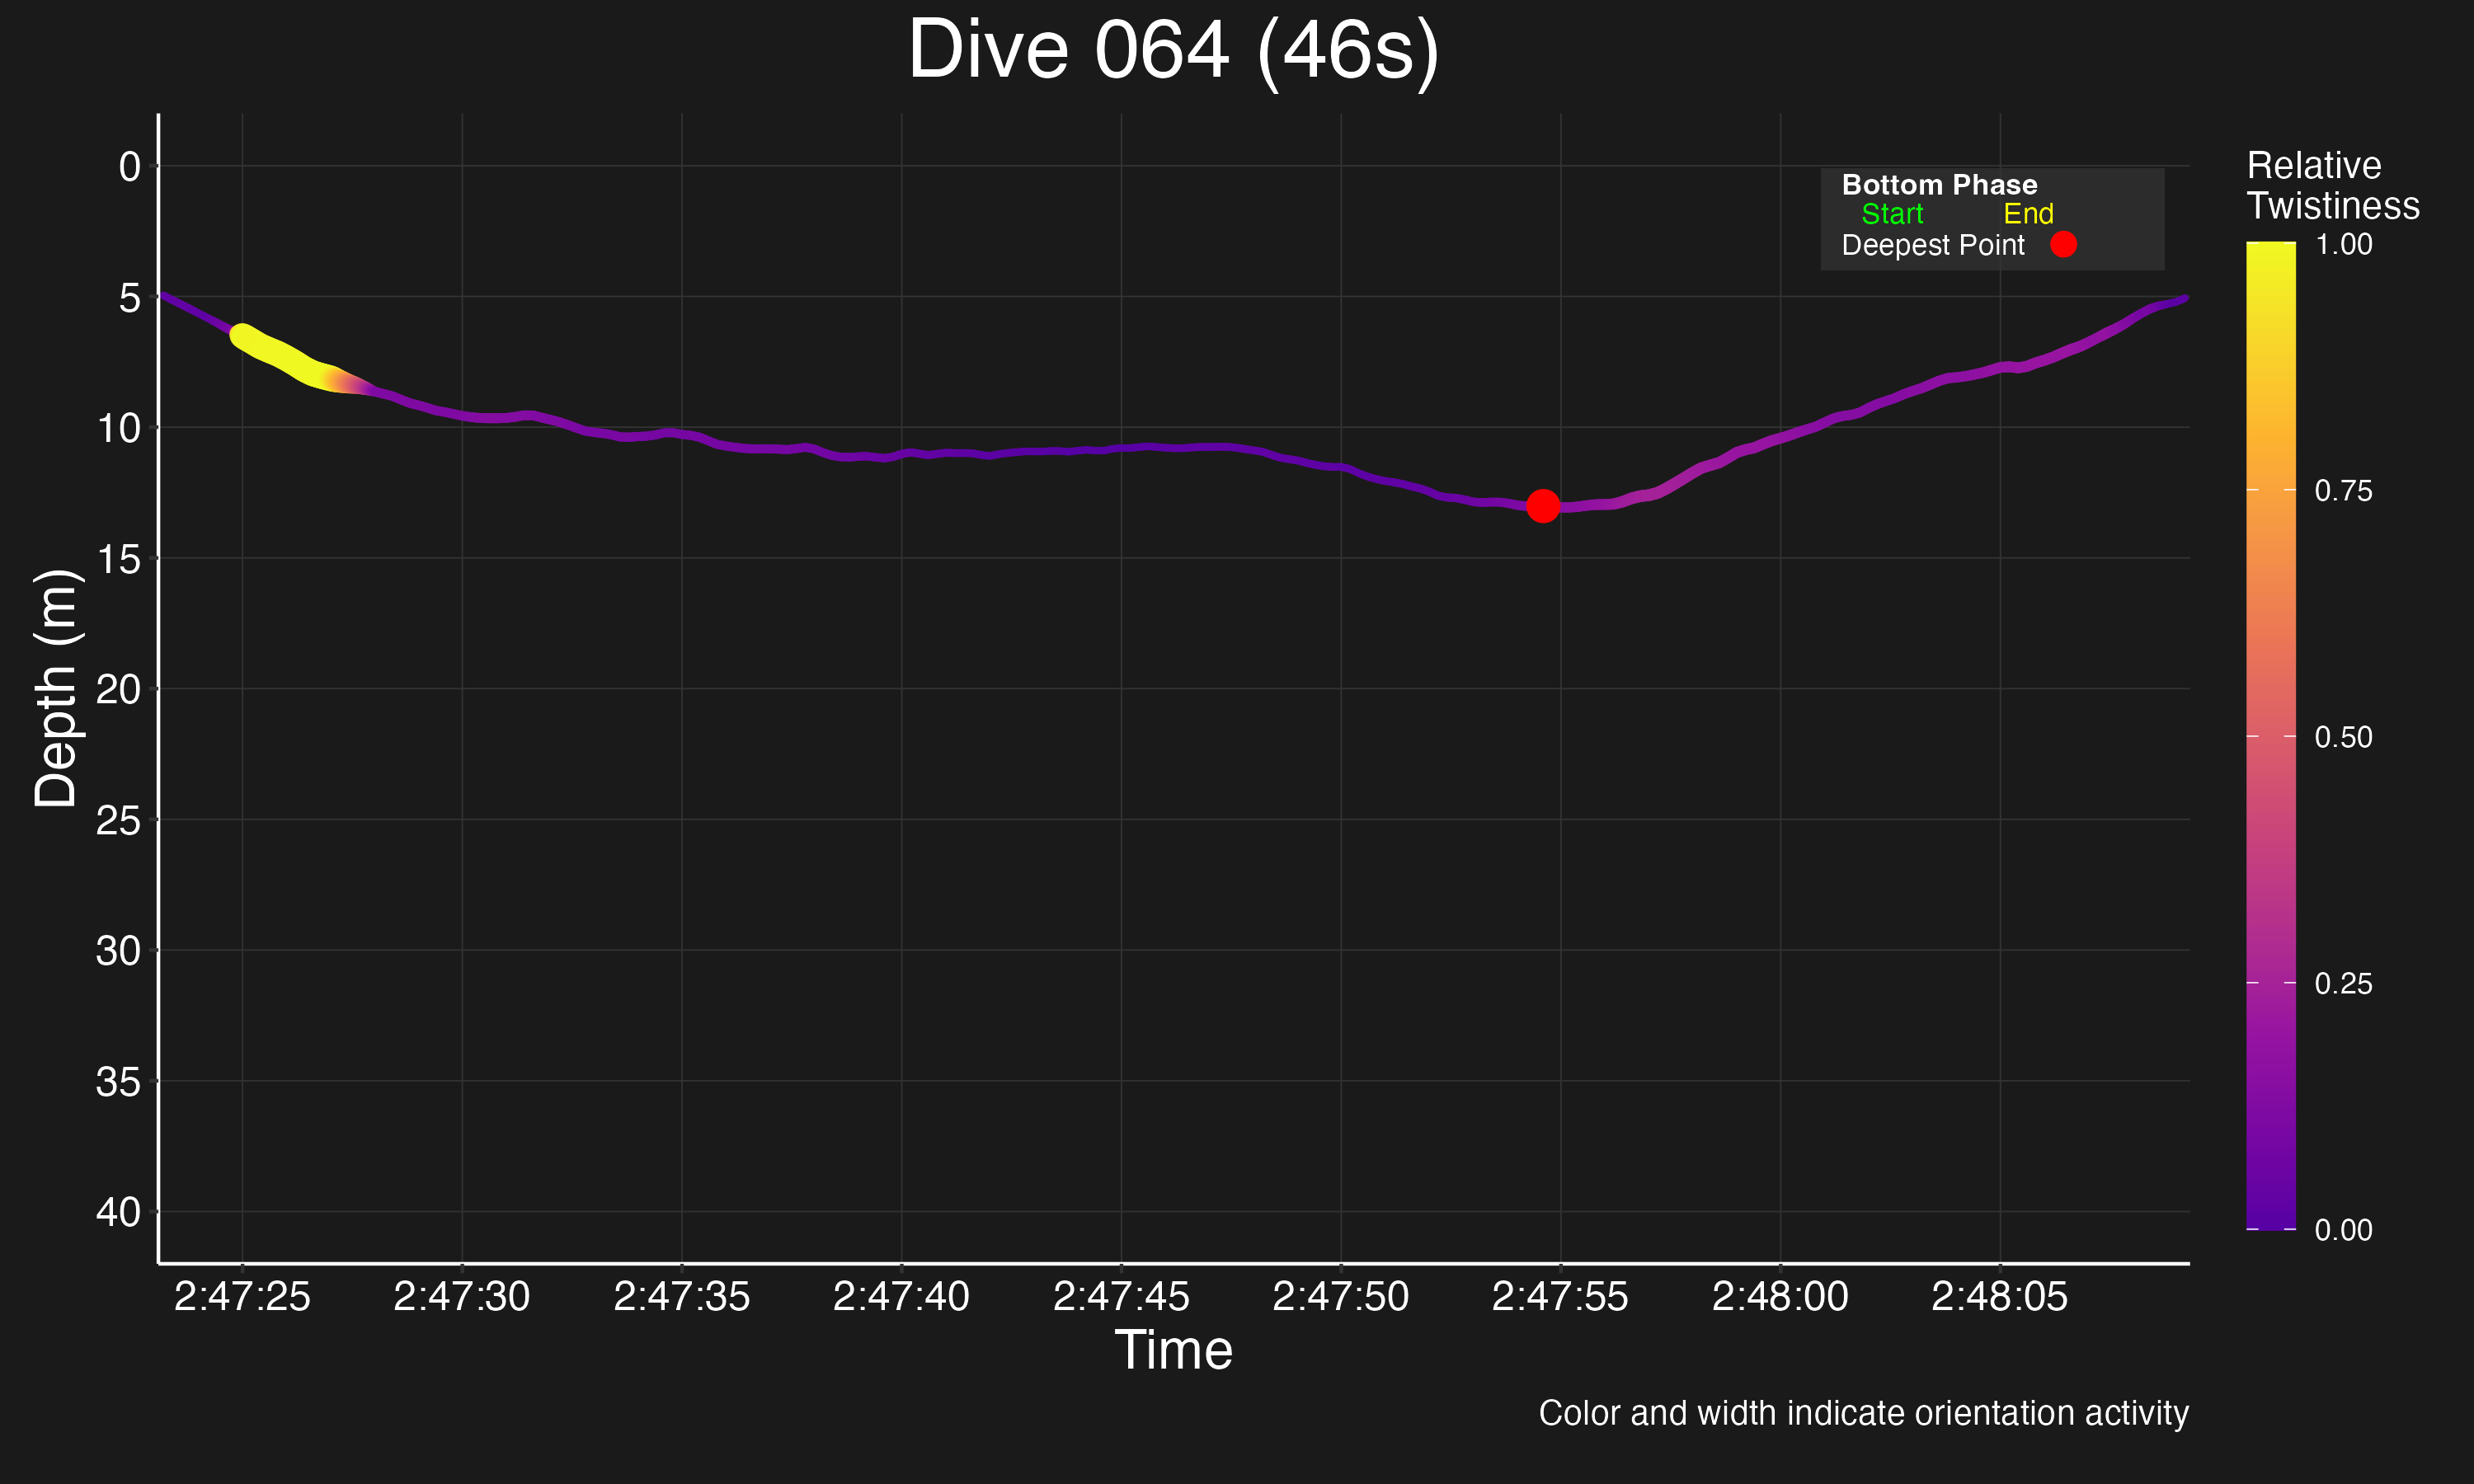 Dive 064 (46s)
Relative
Twistiness
Bottom Phase
Start End
Deepest Point
1.00
0.75
0.50
0.25
0.00
Depth (m)
0
5
10
15
20
25
30
35
40
2:47:25 2:47:30 2:47:35 2:47:40 2:47:45 2:47:50 2:47:55 2:48:00 2:48:05
Time
Color and width indicate orientation activity